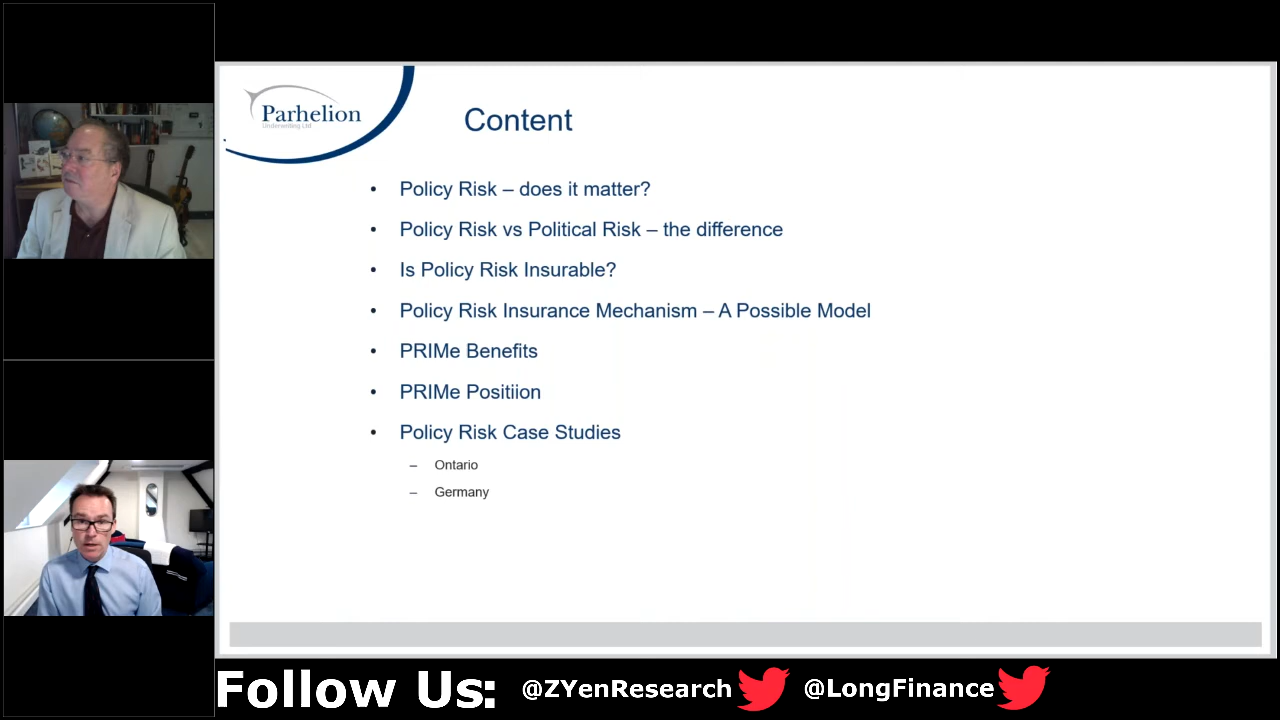 Parhelion
Underwriting Ltd
Content
• Policy Risk – does it matter?
• Policy Risk vs Political Risk – the difference
• Is Policy Risk Insurable?
• Policy Risk Insurance Mechanism – A Possible Model
• PRIMe Benefits
• PRIMe Positiion
• Policy Risk Case Studies
– Ontario
– Germany
Follow Us: @ZYenResearch @LongFinance